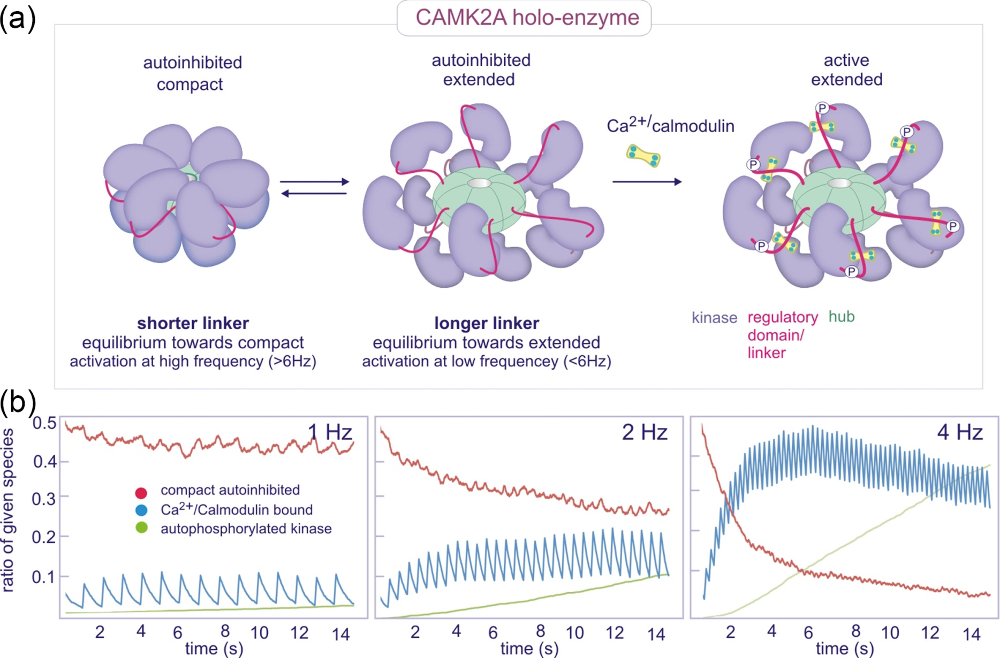 (a)
CAMK2A holo-enzyme
autoinhibited
compact
autoinhibited
extended
active
extended
Ca2+/calmodulin
P
P
P
P
P
P
shorter linker
equilibrium towards compact
activation at high frequency (>6Hz)
longer linker
equilibrium towards extended
activation at low frequencey (<6Hz)
kinase regulatory hub
domain/
linker
(b)
ratio of given species
0.5
0.4
0.3
0.2
0.1
1 Hz
compact autoinhibited
Ca2+/Calmodulin bound
autophosphorylated kinase
2 4 6 8 10 12 14
time (s)
2 Hz
2 4 6 8 10 12 14
time (s)
4 Hz
2 4 6 8 10 12 14
time (s)